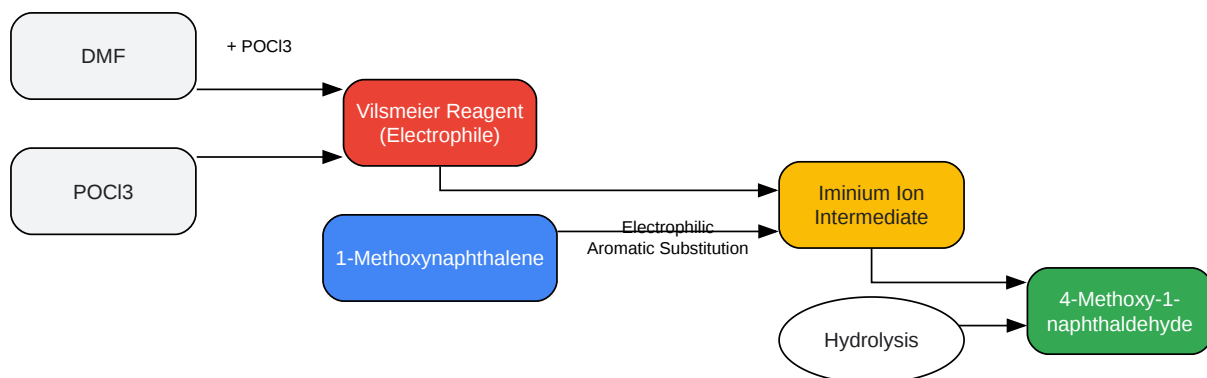 DMF
+ POCl3
POCl3
Vilsmeier Reagent
(Electrophile)
1-Methoxynaphthalene
Electrophilic
Aromatic Substitution
Iminium Ion
Intermediate
Hydrolysis
4-Methoxy-1-
naphthaldehyde